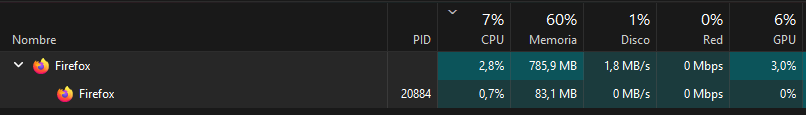 7% 60% 1% 0% 6%
Nombre PID CPU Memoria Disco Red GPU
Firefox 2,8% 785,9 MB 1,8 MB/s 0 Mbps 3,0%
Firefox 20884 0,7% 83,1 MB 0 MB/s 0 Mbps 0%